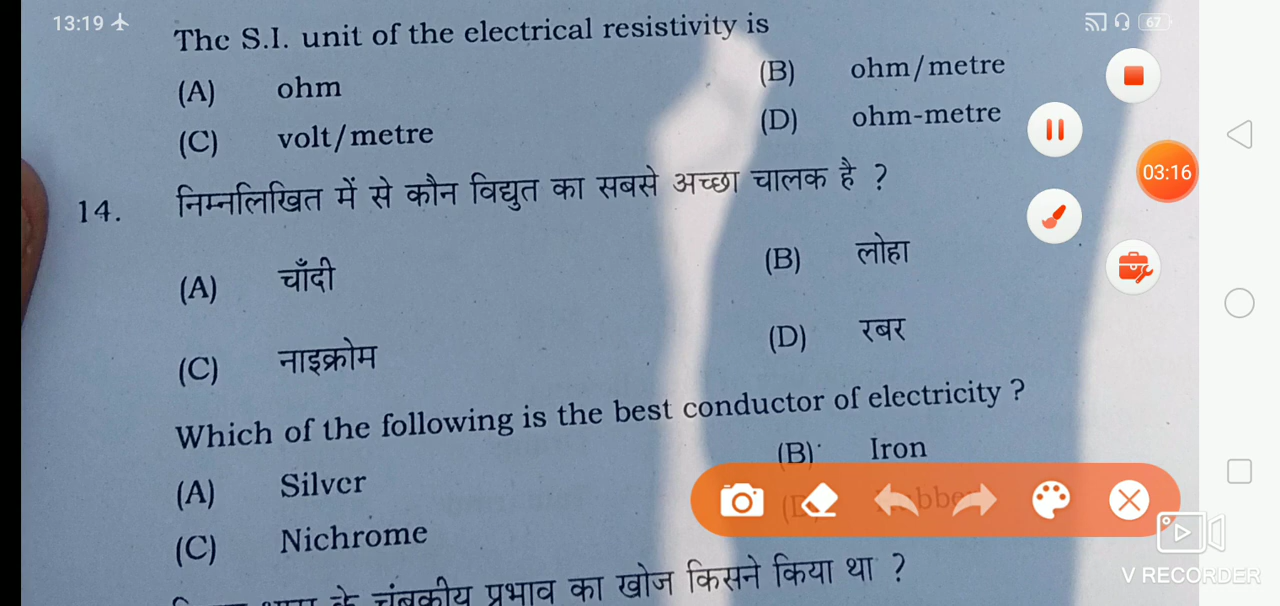 13:19
67
The S.I. unit of the electrical resistivity is
(A) ohm (B) ohm/metre
(C) volt/metre (D) ohm-metre
03:16
14. निम्नलिखित में से कौन विद्युत का सबसे अच्छा चालक है ?
(A) चाँदी (B) लोहा
(C) नाइक्रोम (D) रबर
Which of the following is the best conductor of electricity ?
(A) Silver (B) Iron
(C) Nichrome (D)
के चुंबकीय प्रभाव का खोज किसने किया था ?
V RECORDER